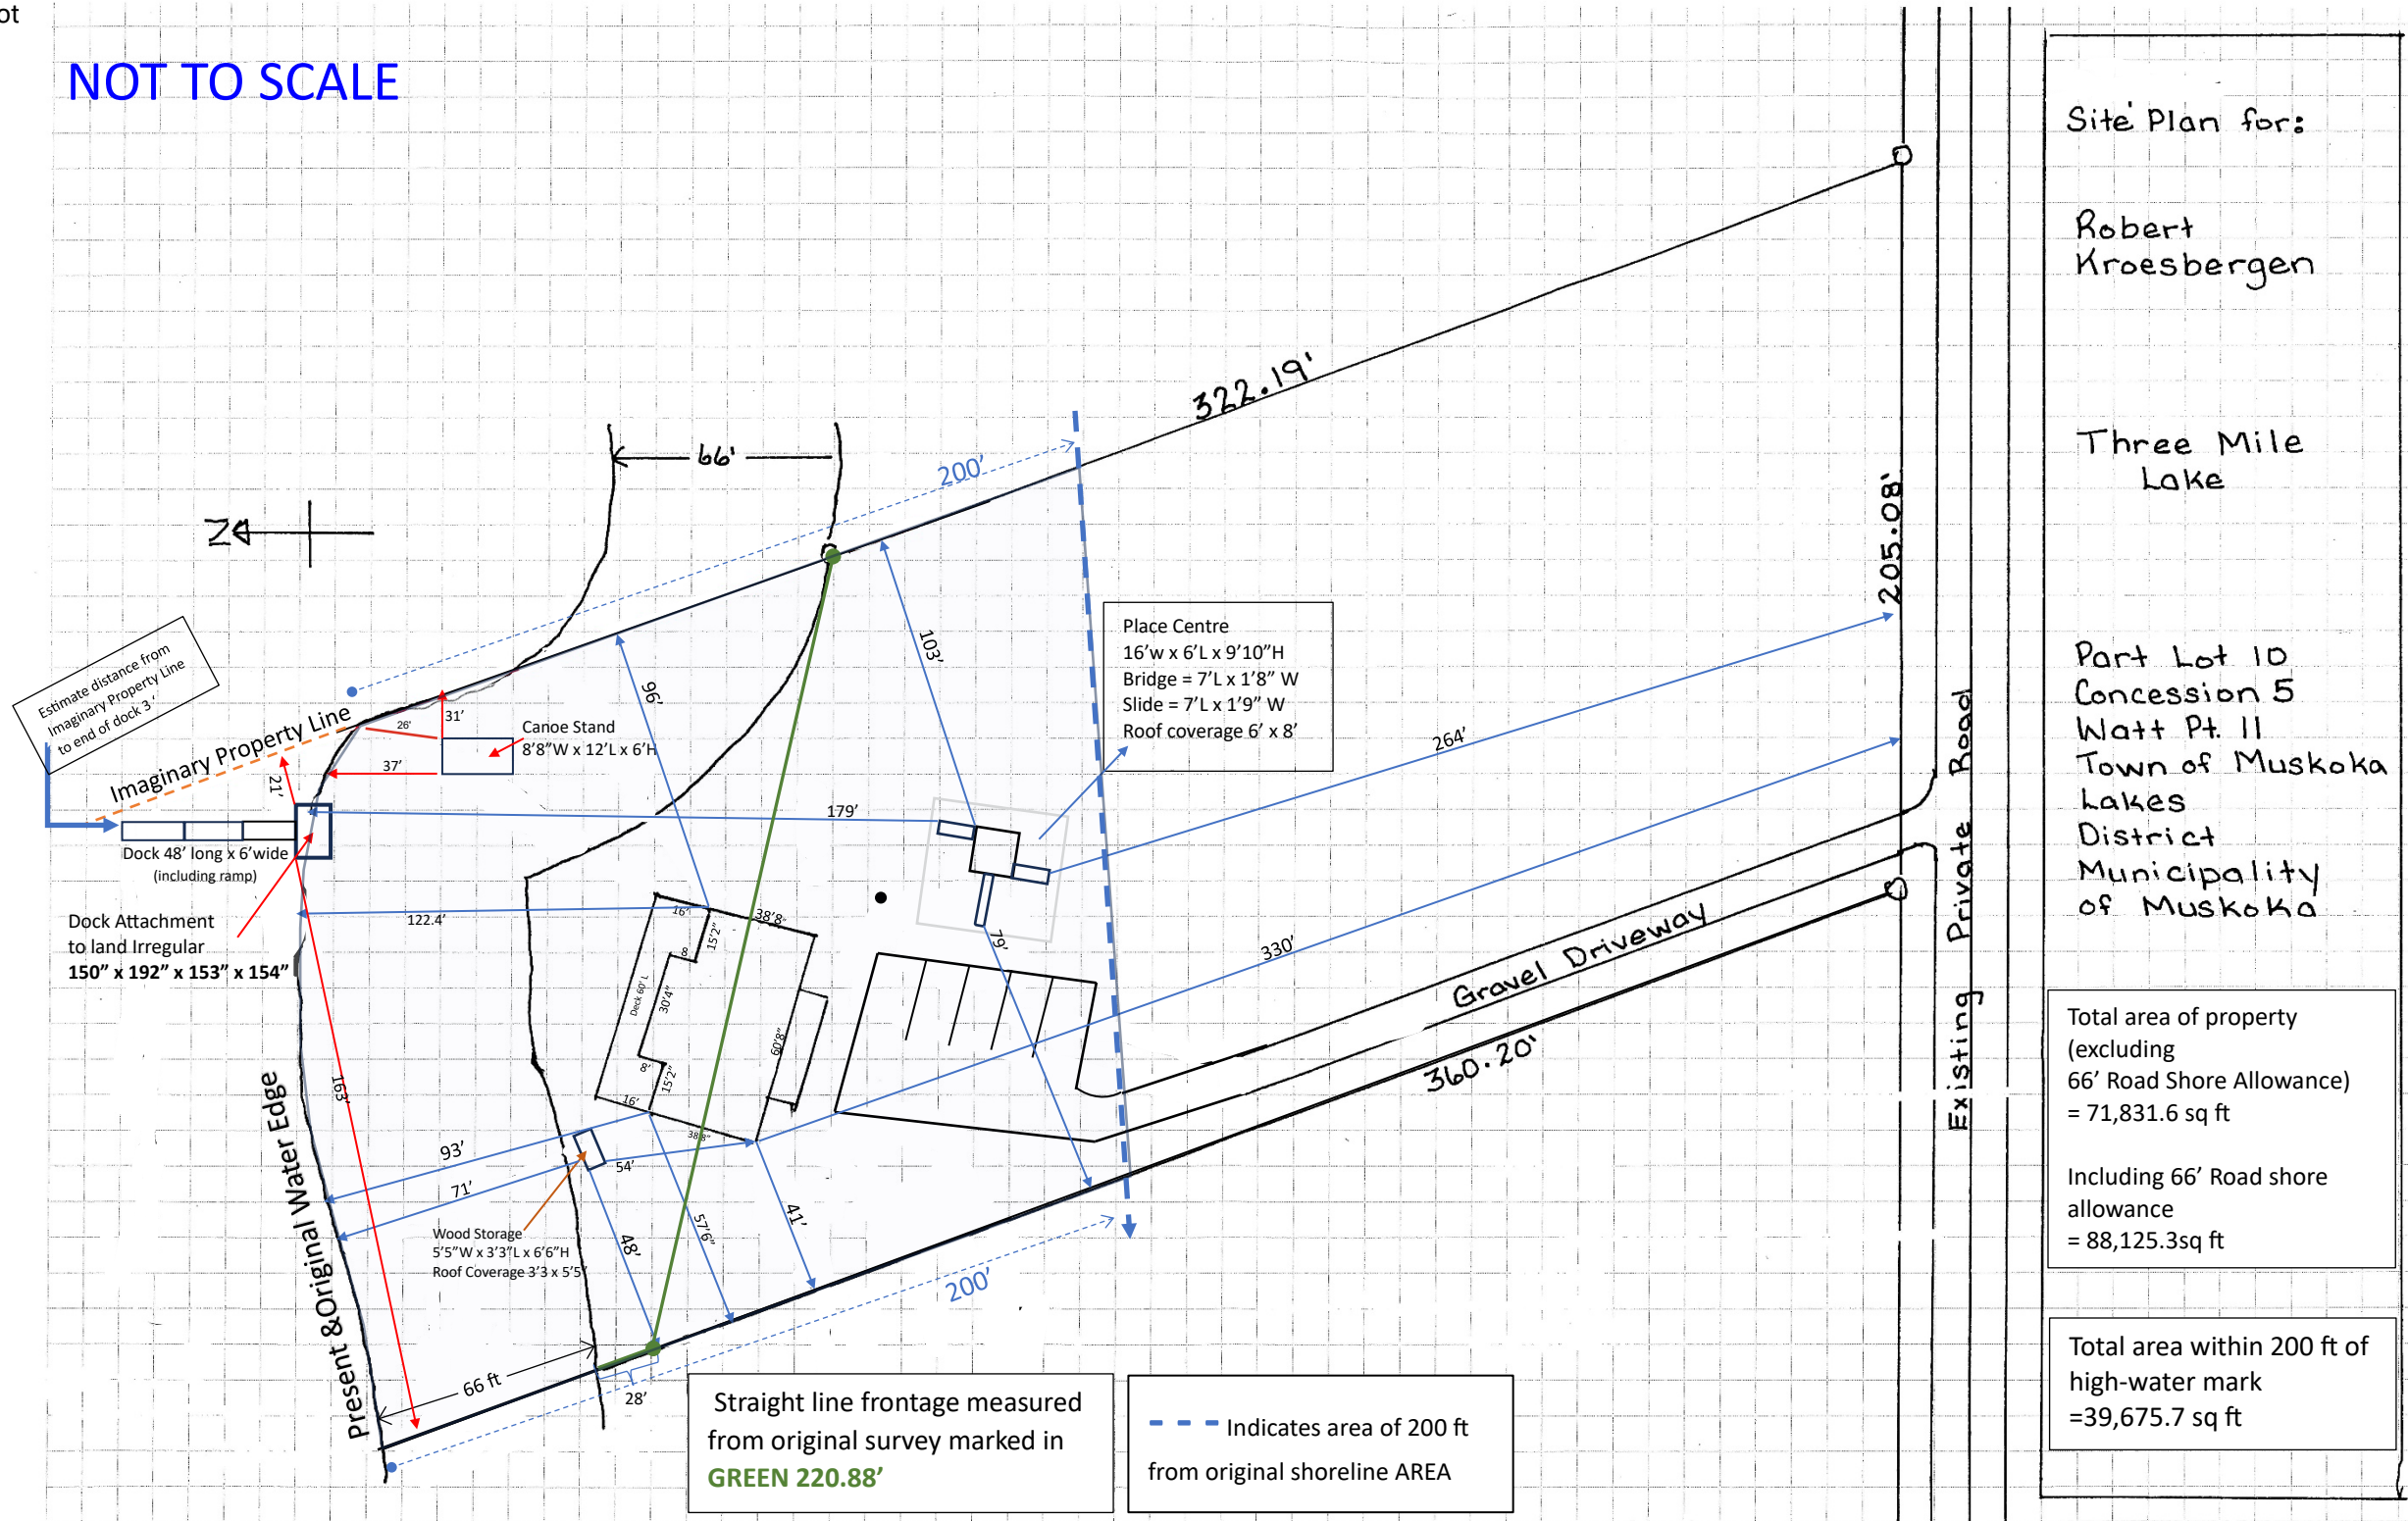 ot
NOT TO SCALE
Site Plan for:
Robert
Kroesbergen
Three Mile
Lake
Part Lot 10
Concession 5
Watt Pt. 11
Town of Muskoka
Lakes
District
Municipality
of Muskoka
Total area of property
(excluding
66’ Road Shore Allowance)
= 71,831.6 sq ft
Including 66’ Road shore
allowance
= 88,125.3sq ft
Total area within 200 ft of
high-water mark
=39,675.7 sq ft
322.19'
205.08'
66'
200’
N
Estimate distance from
Imaginary Property Line
to end of dock 3’
Imaginary Property Line
26’
31’
37’
21’
Canoe Stand
8’8”W x 12’L x 6’H
96’
103’
Place Centre
16’w x 6’L x 9’10”H
Bridge = 7’L x 1’8” W
Slide = 7’L x 1’9” W
Roof coverage 6’ x 8’
264’
179’
Dock 48’ long x 6’wide
(including ramp)
Dock Attachment
to land Irregular
150” x 192” x 153” x 154”
122.4’
16’
38’8”
15’2”
8’
Deck 60’ L
30’4”
60’8”
8’
15’2”
16’
38’8”
79’
330’
Gravel Driveway
360.20'
Existing Private Road
163’
93’
71’
54’
Wood Storage
5’5”W x 3’3”L x 6’6”H
Roof Coverage 3’3 x 5’5’
48’
57’6”
41’
200’
Present &Original Water Edge
66 ft
28’
Straight line frontage measured
from original survey marked in
GREEN 220.88’
Indicates area of 200 ft
from original shoreline AREA